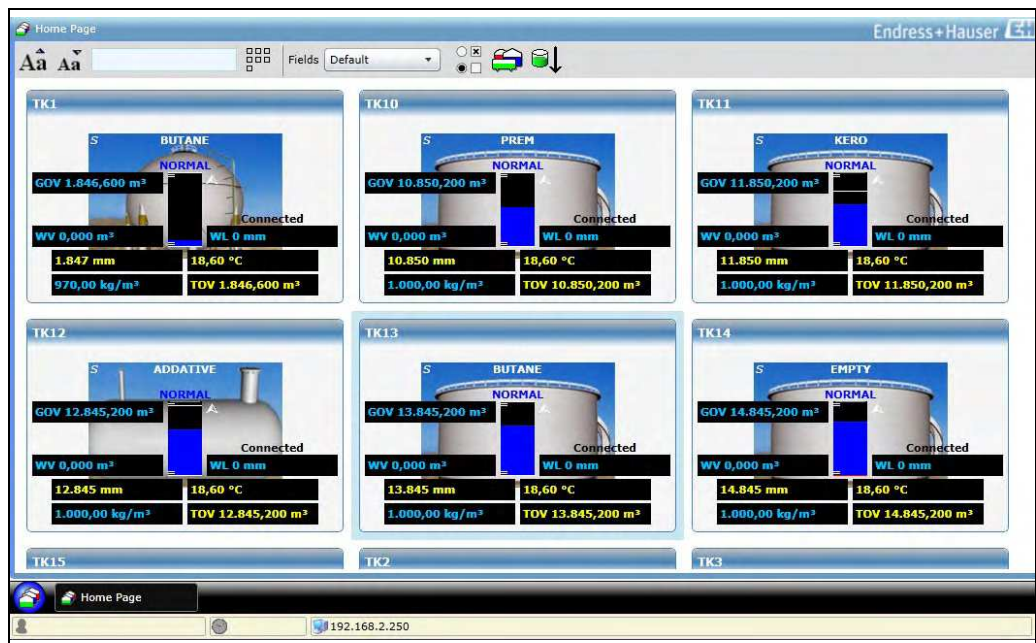 Home Page
Endress+Hauser
Aâ Aǎ Fields Default
TK1 TK10 TK11
S BUTANE S PREM S KERO
NORMAL NORMAL NORMAL
GOV 1.846,600 m³ GOV 10.850,200 m³ GOV 11.850,200 m³
Connected Connected Connected
WV 0,000 m³ WL 0 mm WV 0,000 m³ WL 0 mm WV 0,000 m³ WL 0 mm
1.847 mm 18,60 °C 10.850 mm 18,60 °C 11.850 mm 18,60 °C
970,00 kg/m³ TOV 1.846,600 m³ 1.000,00 kg/m³ TOV 10.850,200 m³ 1.000,00 kg/m³ TOV 11.850,200 m³
TK12 TK13 TK14
S ADDATIVE S BUTANE S EMPTY
NORMAL NORMAL NORMAL
GOV 12.845,200 m³ GOV 13.845,200 m³ GOV 14.845,200 m³
Connected Connected Connected
WV 0,000 m³ WL 0 mm WV 0,000 m³ WL 0 mm WV 0,000 m³ WL 0 mm
12.845 mm 18,60 °C 13.845 mm 18,60 °C 14.845 mm 18,60 °C
1.000,00 kg/m³ TOV 12.845,200 m³ 1.000,00 kg/m³ TOV 13.845,200 m³ 1.000,00 kg/m³ TOV 14.845,200 m³
TK15 TK2 TK3
Home Page
192.168.2.250